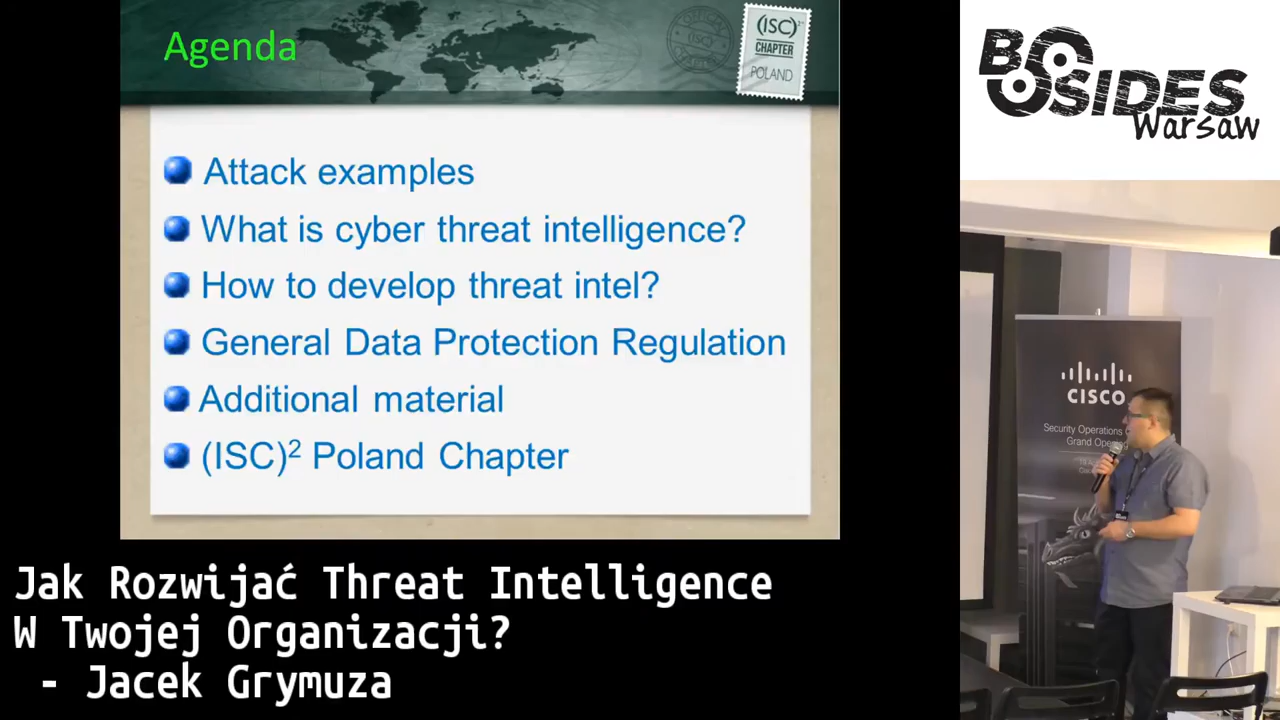 Agenda
(ISC)²
CHAPTER
POLAND
Attack examples
What is cyber threat intelligence?
How to develop threat intel?
General Data Protection Regulation
Additional material
(ISC)² Poland Chapter
BSIDES
Warsaw
CISCO
Security Operations
Grand Opening
Jak Rozwijać Threat Intelligence
W Twojej Organizacji?
- Jacek Grymuza